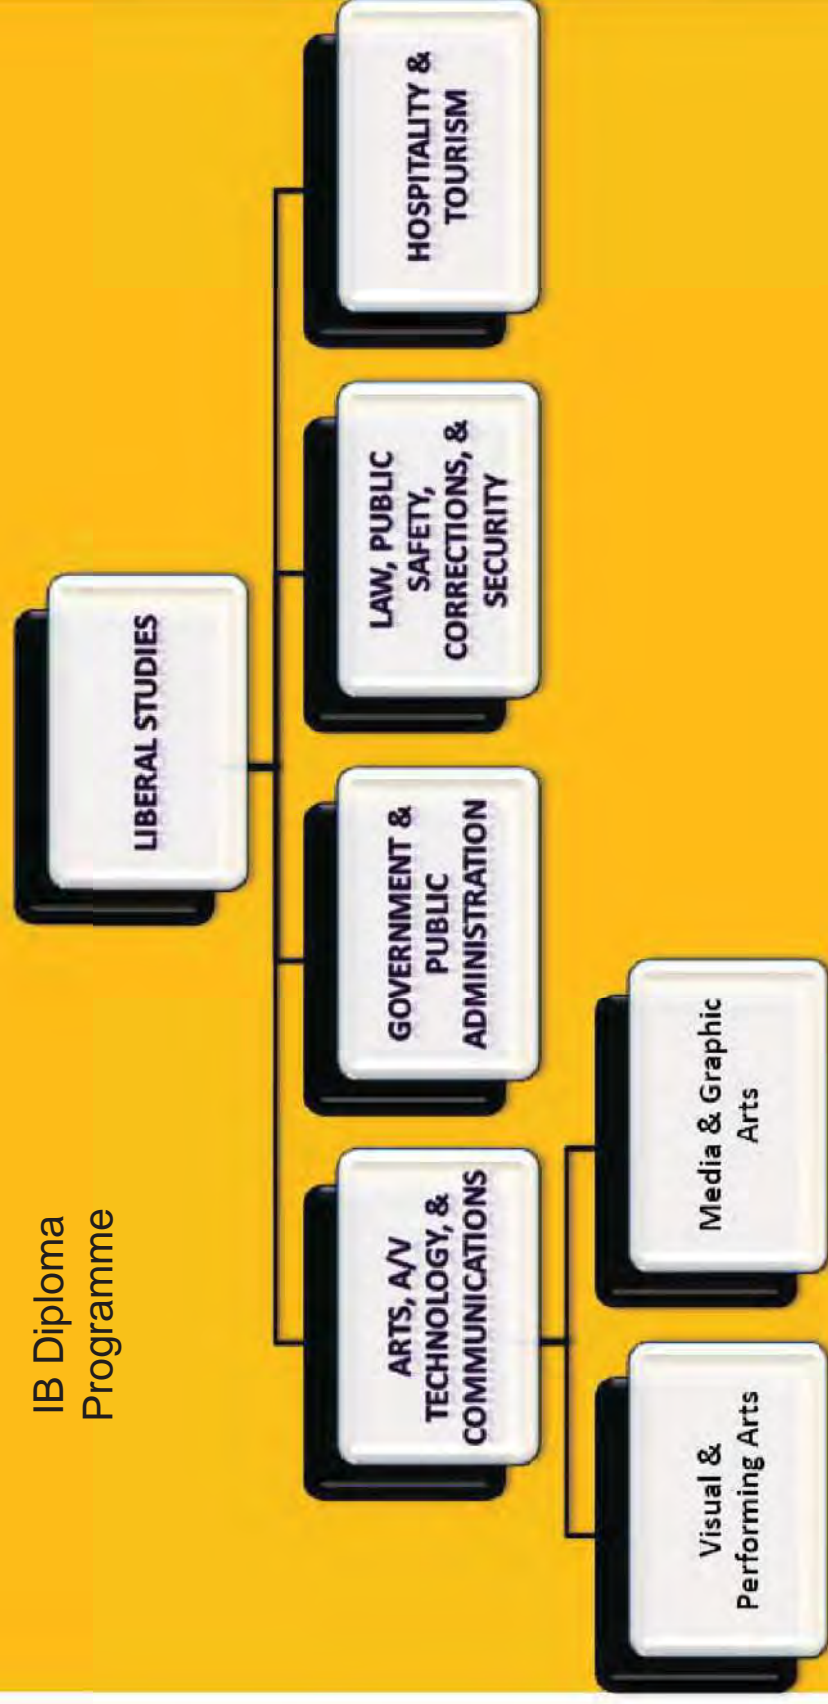 IB Diploma
Programme
LIBERAL STUDIES
ARTS, A/V
TECHNOLOGY, &
COMMUNICATIONS
GOVERNMENT &
PUBLIC
ADMINISTRATION
LAW, PUBLIC
SAFETY,
CORRECTIONS, &
SECURITY
HOSPITALITY &
TOURISM
Visual &
Performing Arts
Media & Graphic
Arts